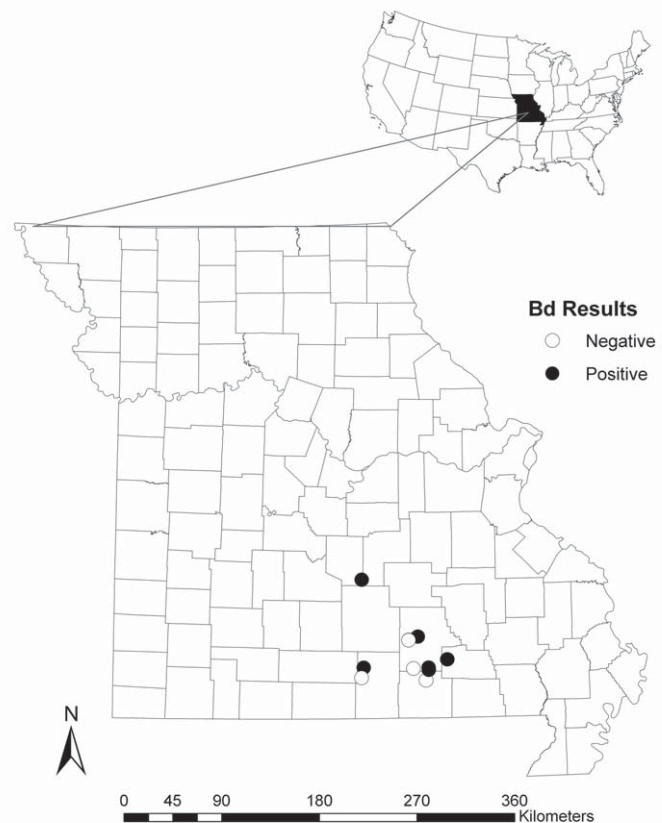 Bd Results
Negative
Positive
N
0 45 90 180 270 360
Kilometers